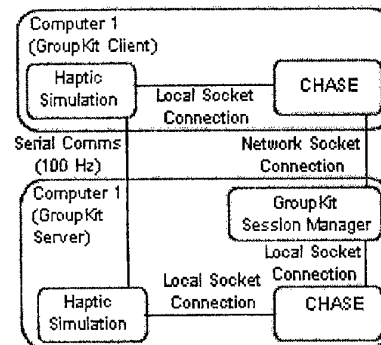 Computer 1
(GroupKit Client)
Haptic
Simulation
CHASE
Local Socket
Connection
Serial Comms
(100 Hz)
Network Socket
Connection
Computer 1
(GroupKit
Server)
GroupKit
Session Manager
Local Socket
Connection
Local Socket
Connection
Haptic
Simulation
CHASE